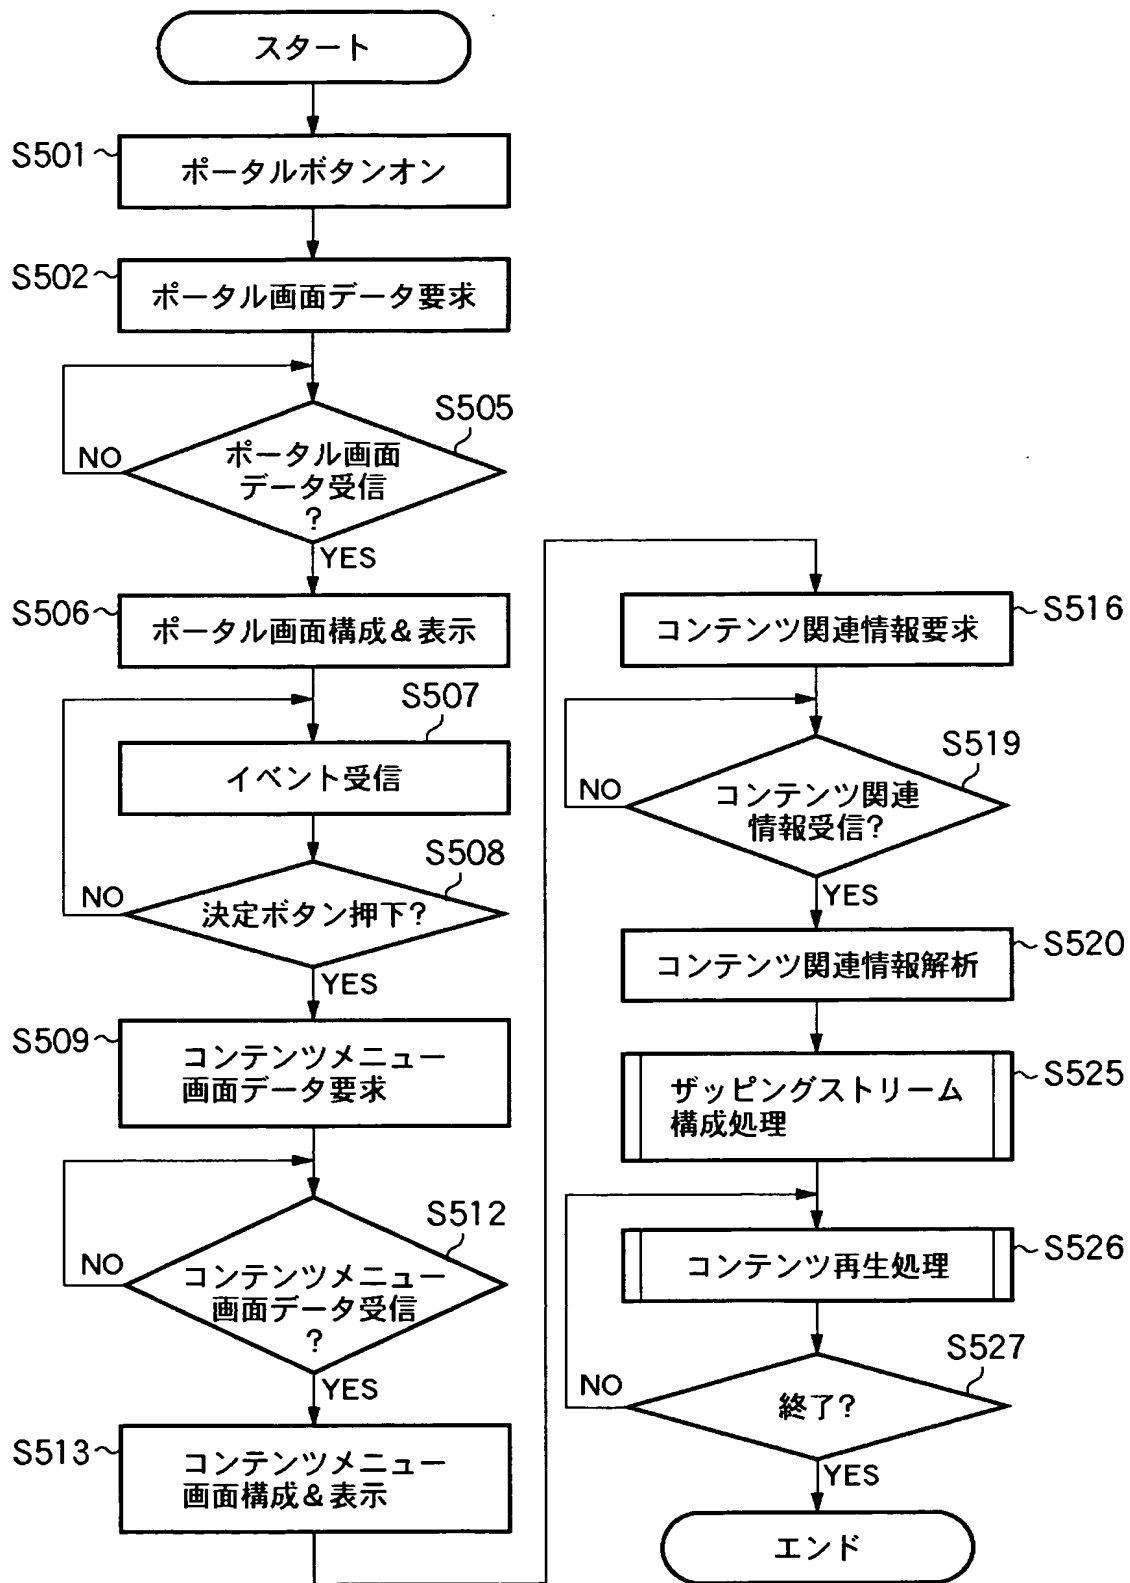 スタート
S501
ポータルボタンオン
S502
ポータル画面データ要求
S505
ポータル画面
データ受信
?
NO
YES
S506
ポータル画面構成&表示
S507
イベント受信
S508
決定ボタン押下?
NO
YES
S509
コンテンツメニュー
画面データ要求
S512
コンテンツメニュー
画面データ受信
?
NO
YES
S513
コンテンツメニュー
画面構成&表示
コンテンツ関連情報要求
S516
S519
コンテンツ関連
情報受信?
NO
YES
コンテンツ関連情報解析
S520
ザッピングストリーム
構成処理
S525
コンテンツ再生処理
S526
S527
終了?
NO
YES
エンド